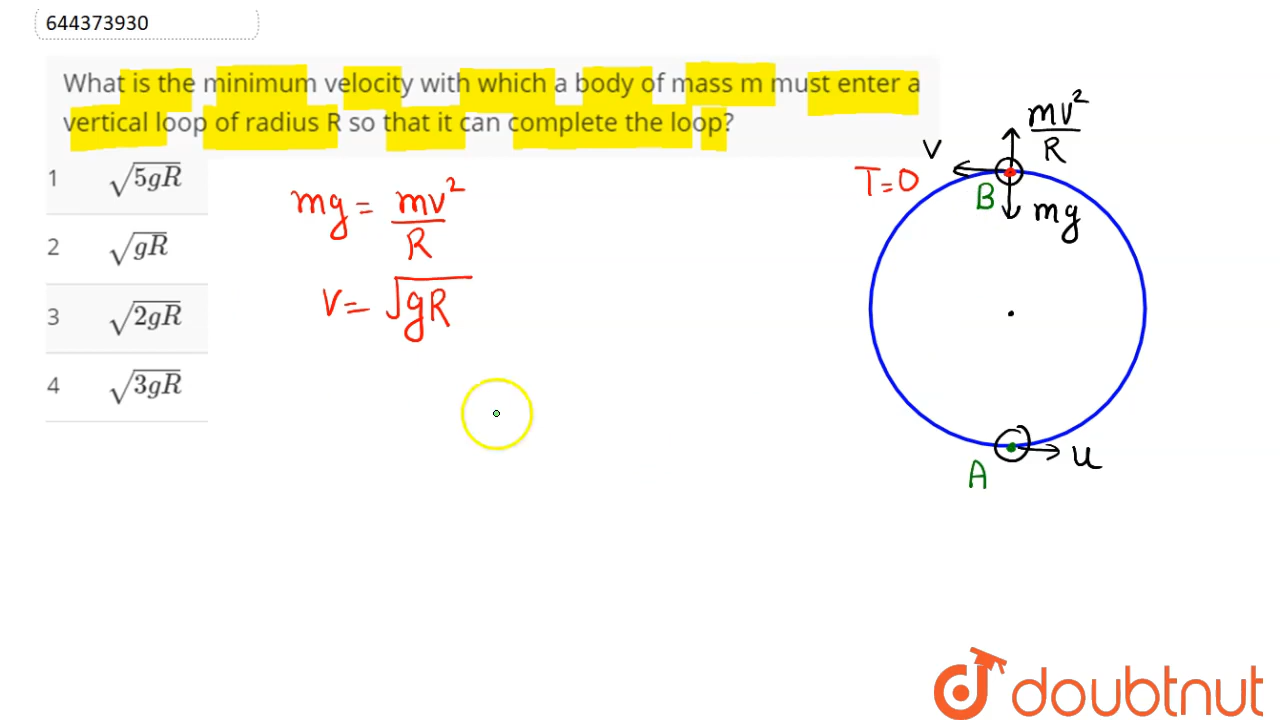 644373930
What is the minimum velocity with which a body of mass m must enter a
vertical loop of radius R so that it can complete the loop?
1 √5gR
2 √gR
3 √2gR
4 √3gR
mg = mv²/R
v = √gR
mv²/R
V
T=0
B
mg
A
u
doubtnut